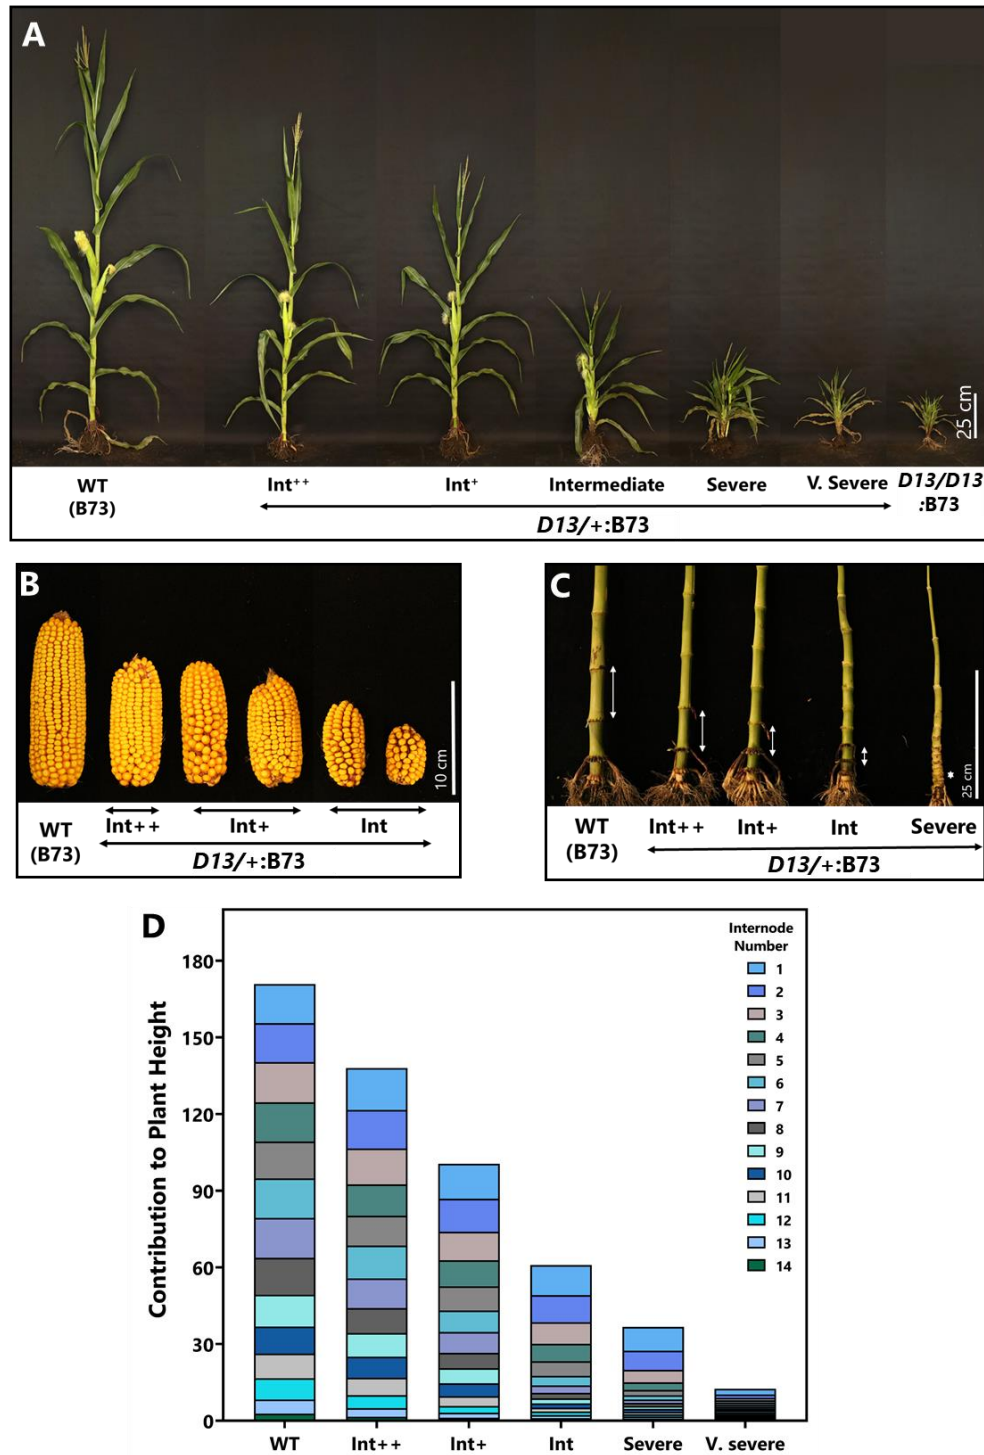 A
25 cm
WT
(B73)
Int++
Int+
Intermediate
Severe
V. Severe
D13/D13
:B73
D13/+:B73
B
10 cm
WT
(B73)
Int++
Int+
Int
D13/+:B73
C
25 cm
*
WT
(B73)
Int++
Int+
Int
Severe
D13/+:B73
D
Contribution to Plant Height
180
150
120
90
60
30
0
WT
Int++
Int+
Int
Severe
V. severe
Internode
Number
1
2
3
4
5
6
7
8
9
10
11
12
13
14